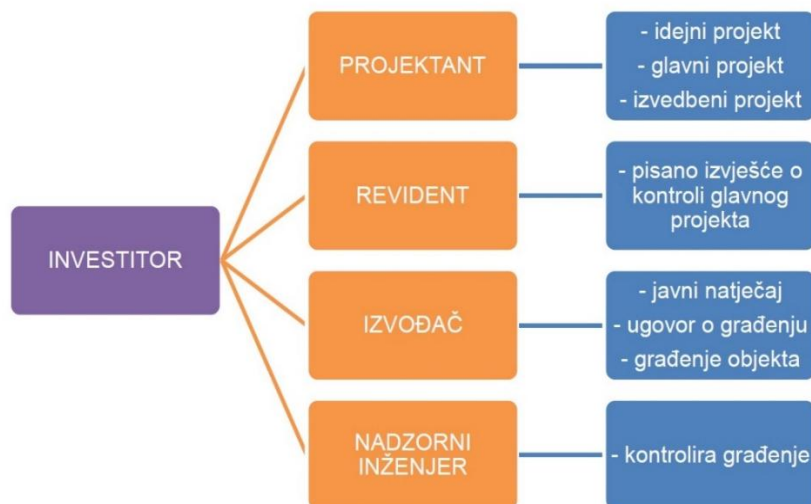 INVESTITOR
PROJEKTANT
- idejni projekt
- glavni projekt
- izvedbeni projekt
REVIDENT
- pisano izvješće o
kontroli glavnog
projekta
IZVOĐAČ
- javni natječaj
- ugovor o građenju
- građenje objekta
NADZORNI
INŽENJER
- kontrolira građenje